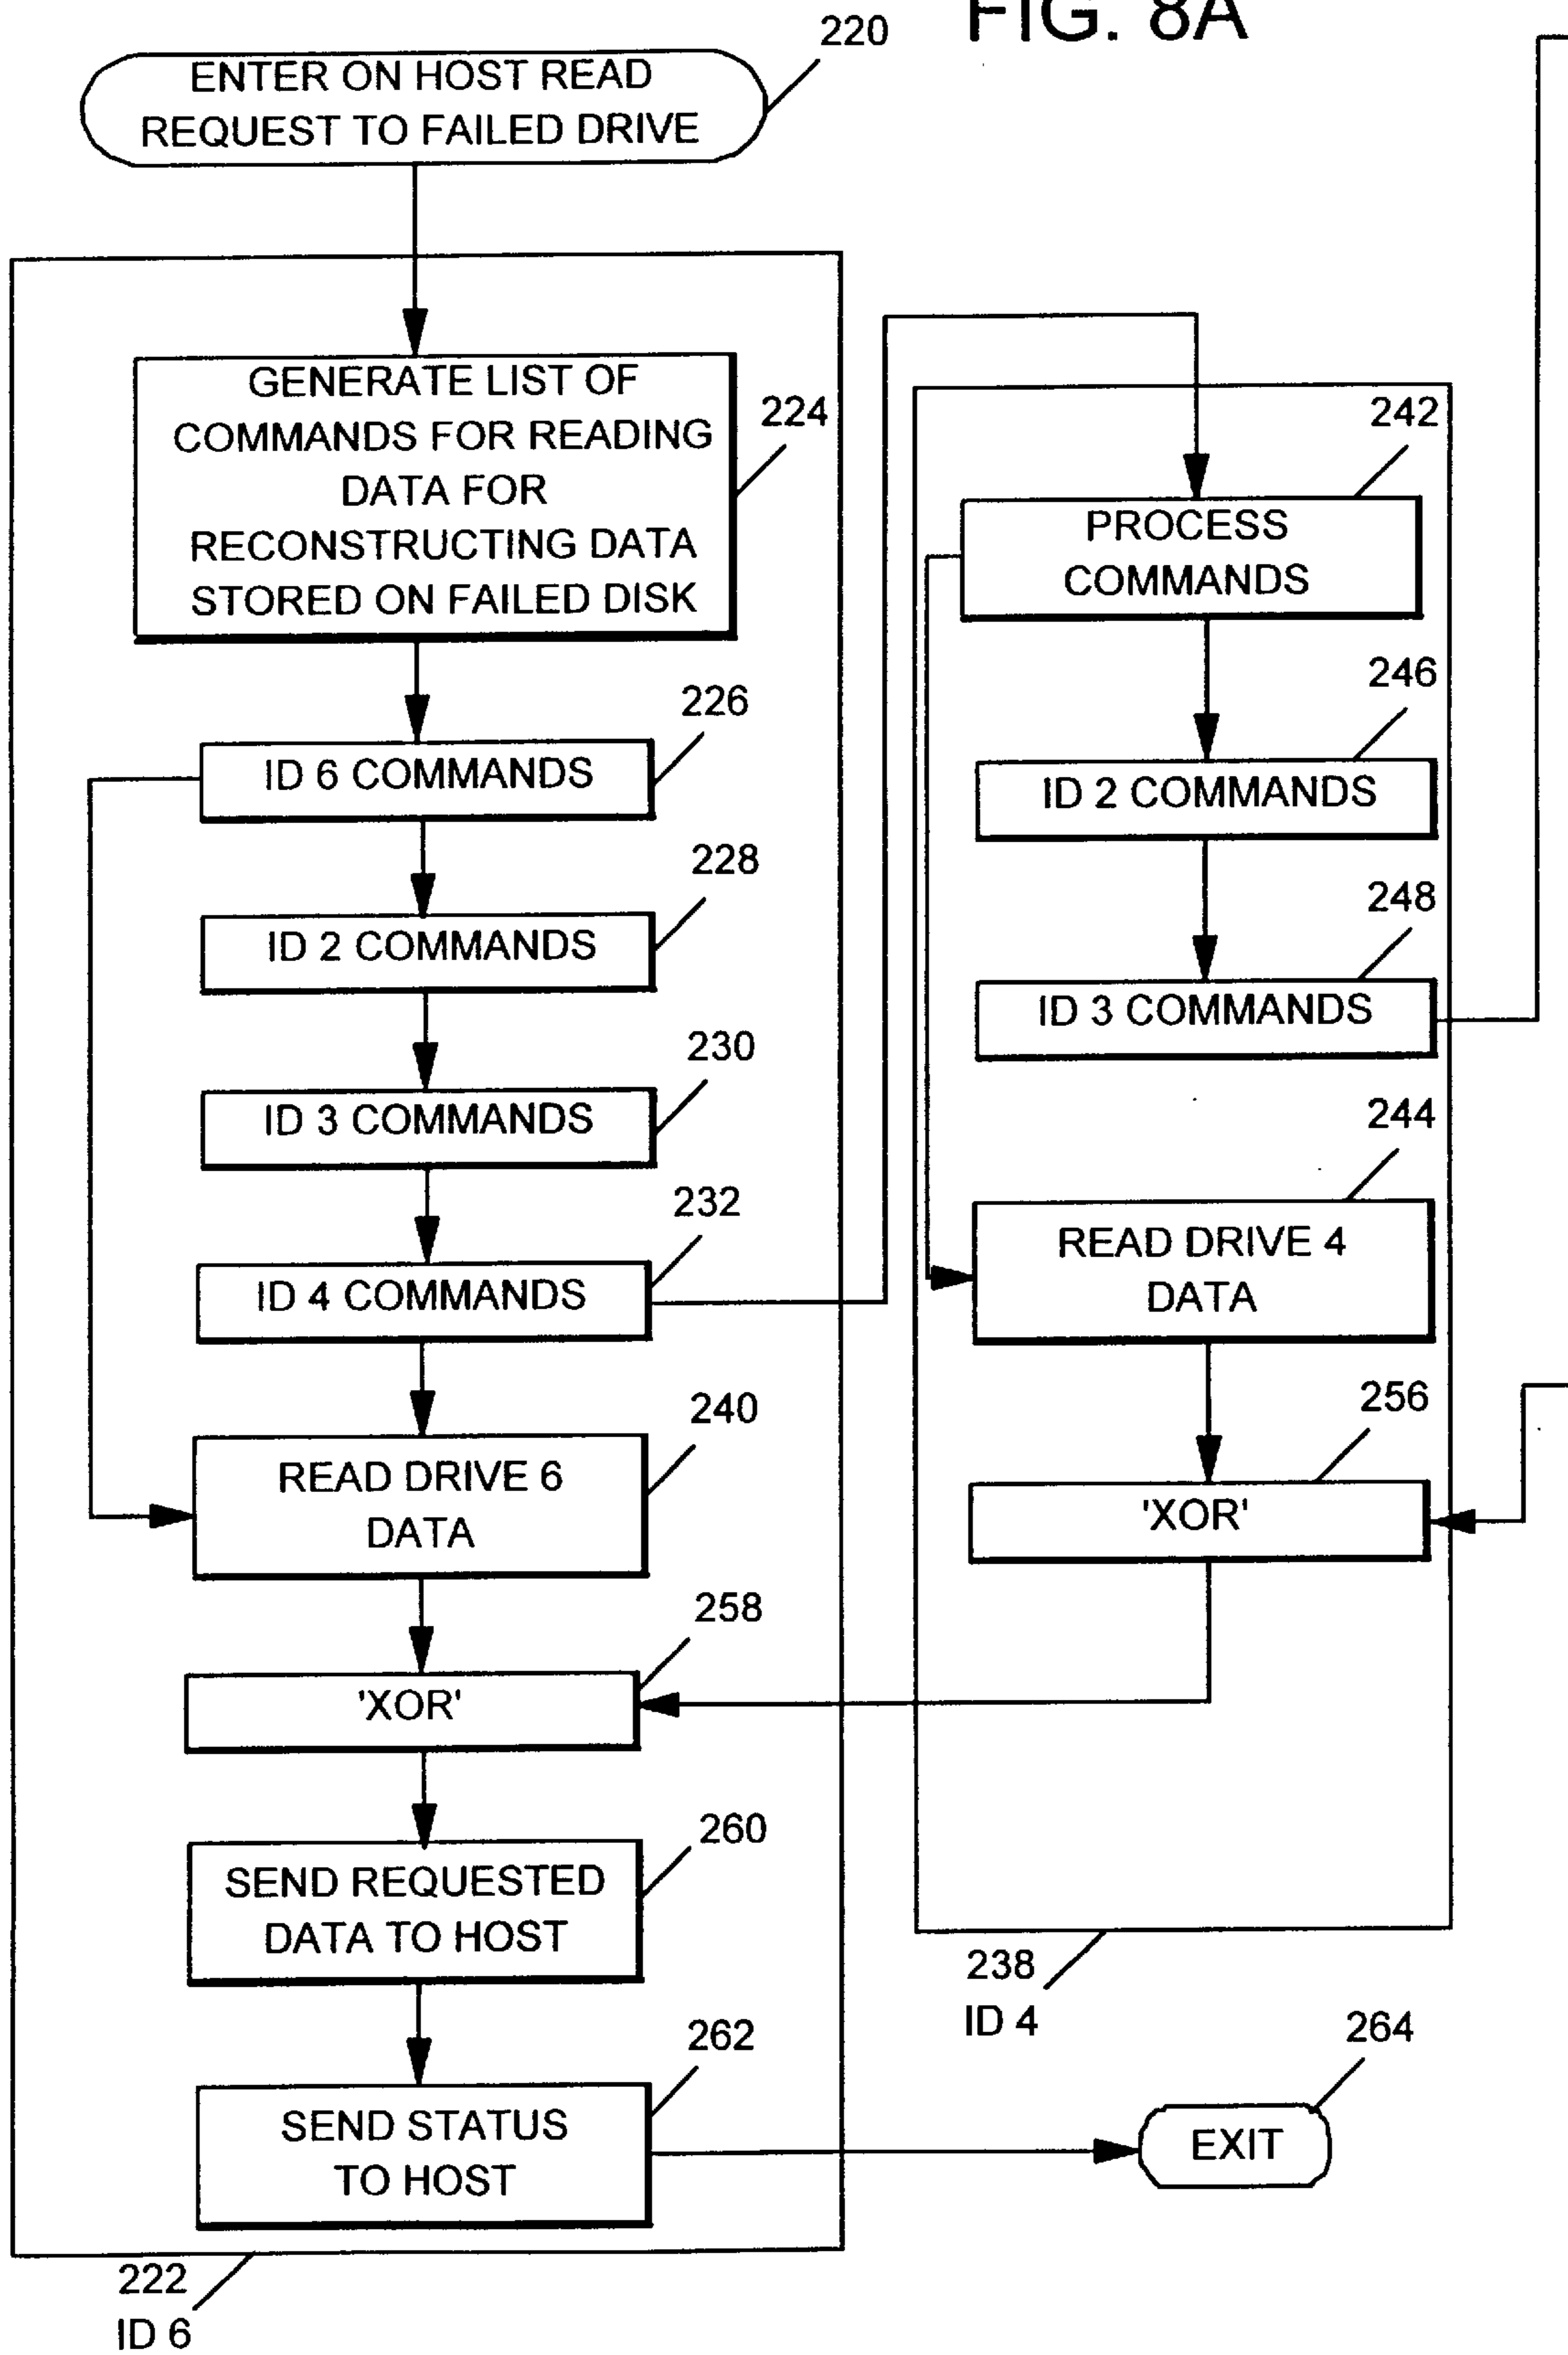 FIG. 8A
220
ENTER ON HOST READ
REQUEST TO FAILED DRIVE
GENERATE LIST OF
COMMANDS FOR READING
DATA FOR
RECONSTRUCTING DATA
STORED ON FAILED DISK
224
226
ID 6 COMMANDS
228
ID 2 COMMANDS
230
ID 3 COMMANDS
232
ID 4 COMMANDS
240
READ DRIVE 6
DATA
258
'XOR'
260
SEND REQUESTED
DATA TO HOST
262
SEND STATUS
TO HOST
222
ID 6
242
PROCESS
COMMANDS
246
ID 2 COMMANDS
248
ID 3 COMMANDS
244
READ DRIVE 4
DATA
256
'XOR'
238
ID 4
264
EXIT